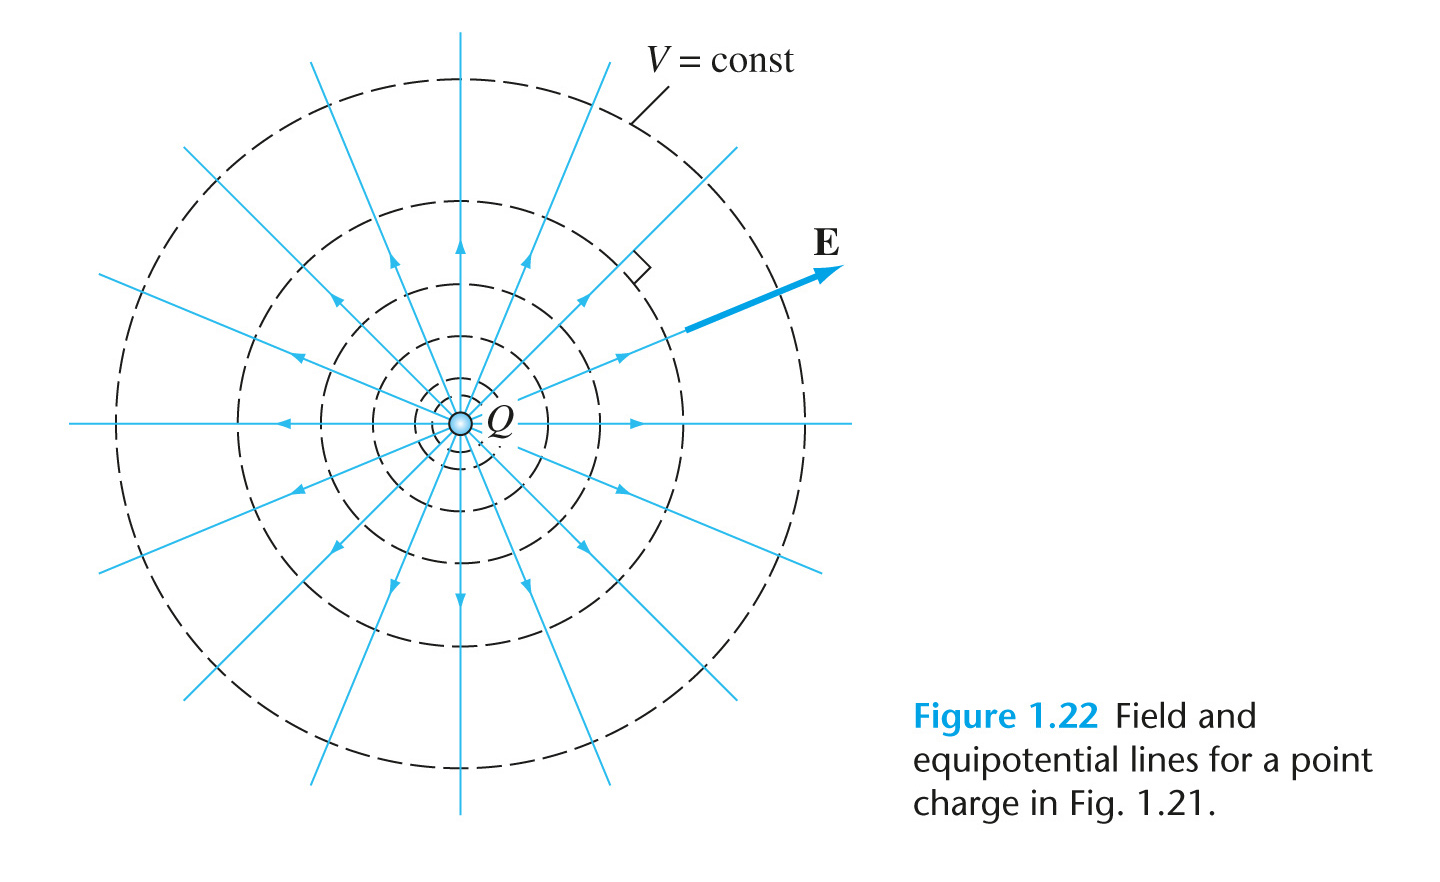 V = const
E
Q
Figure 1.22 Field and
equipotential lines for a point
charge in Fig. 1.21.